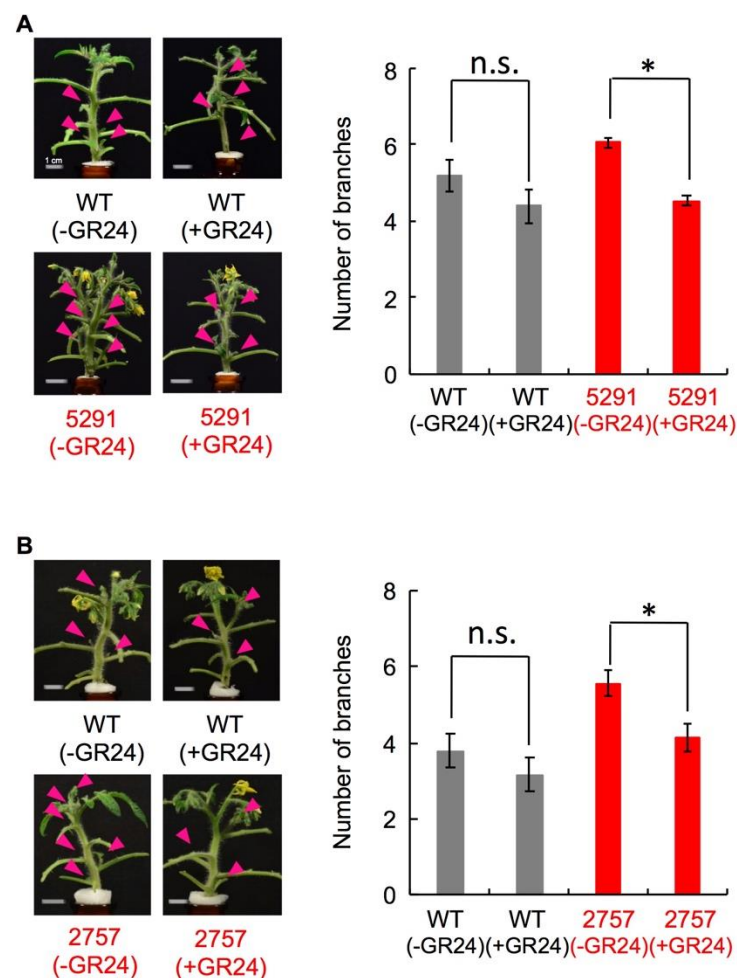 A
1 cm
WT
(-GR24)
WT
(+GR24)
5291
(-GR24)
5291
(+GR24)
Number of branches
8
6
4
2
0
n.s.
*
WT
(-GR24)
WT
(+GR24)
5291
(-GR24)
5291
(+GR24)
B
WT
(-GR24)
WT
(+GR24)
2757
(-GR24)
2757
(+GR24)
Number of branches
8
6
4
2
0
n.s.
*
WT
(-GR24)
WT
(+GR24)
2757
(-GR24)
2757
(+GR24)